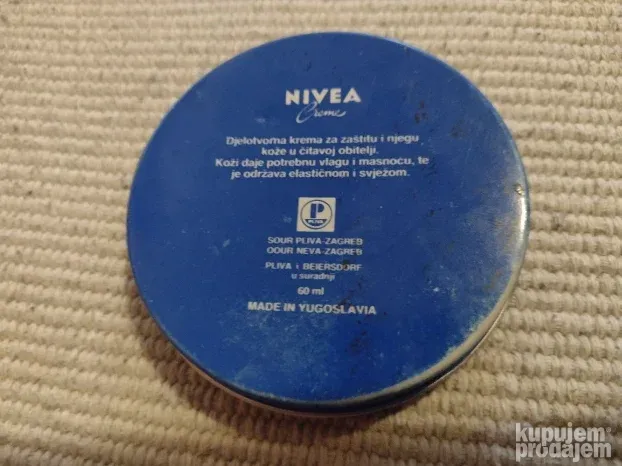 NIVEA
Creme
Djelotvorna krema za zaštitu i njegu
kože u čitavoj obitelji.
Koži daje potrebnu vlagu i masnoću, te
je održava elastičnom i svježom.
PLIVA
SOUR PLIVA-ZAGREB
OOUR NEVA-ZAGREB
PLIVA i BEIERSDORF
u suradnji
60 ml
MADE IN YUGOSLAVIA
kupujem
prodajem